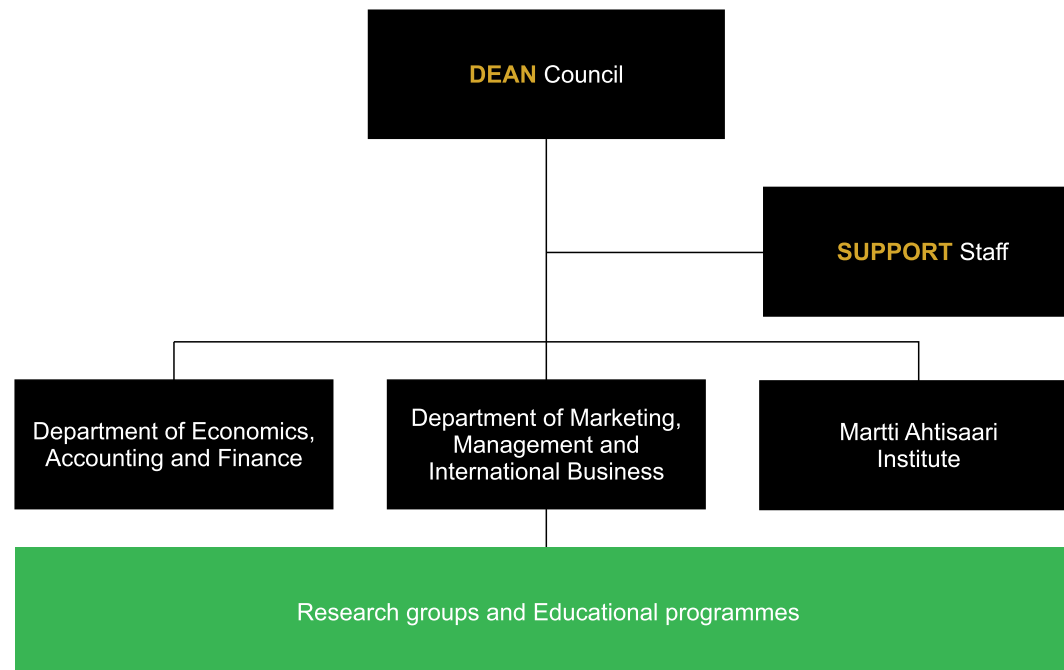 DEAN Council
SUPPORT Staff
Department of Economics,
Accounting and Finance
Department of Marketing,
Management and
International Business
Martti Ahtisaari
Institute
Research groups and Educational programmes